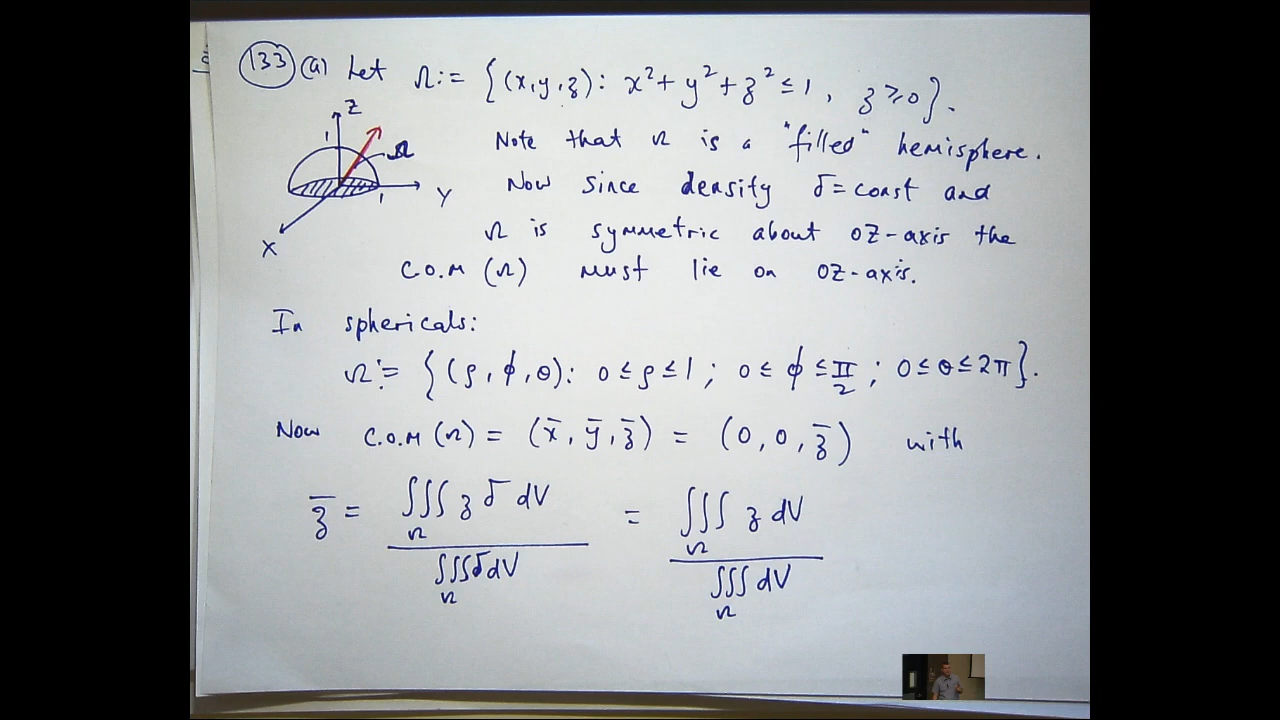 133 (a) Let Ω := {(x,y,z): x² + y² + z² ≤ 1, z ≥ 0}.
Z
1
Ω
Y
1
X
Note that Ω is a "filled" hemisphere.
Now since density δ = const and
Ω is symmetric about OZ-axis the
C.O.M (Ω) must lie on OZ-axis.
In sphericals:
Ω := {(ρ, ϕ, θ): 0 ≤ ρ ≤ 1 ; 0 ≤ ϕ ≤ π/2 ; 0 ≤ θ ≤ 2π}.
Now C.O.M (Ω) = (x̄, ȳ, z̄) = (0, 0, z̄) with
z̄ = ∭_Ω z δ dV / ∭_Ω δ dV = ∭_Ω z dV / ∭_Ω dV